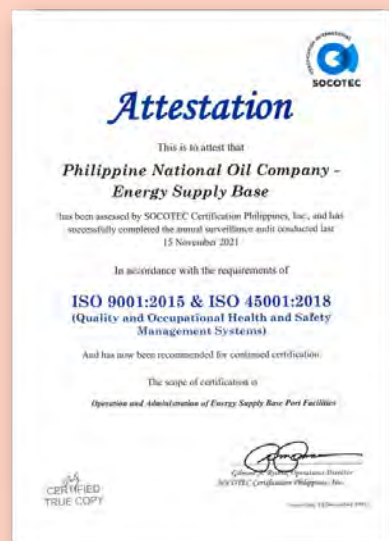 CERTIFICATION INTERNATIONAL
SOCOTEC
Attestation
This is to attest that
Philippine National Oil Company -
Energy Supply Base
has been assessed by SOCOTEC Certification Philippines, Inc., and has
successfully completed the annual surveillance audit conducted last
15 November 2021
In accordance with the requirements of
ISO 9001:2015 & ISO 45001:2018
(Quality and Occupational Health and Safety
Management Systems)
And has now been recommended for continued certification.
The scope of certification is
Operation and Administration of Energy Supply Base Port Facilities
Operations Director
SOCOTEC Certification Philippines, Inc.
CERTIFIED
TRUE COPY